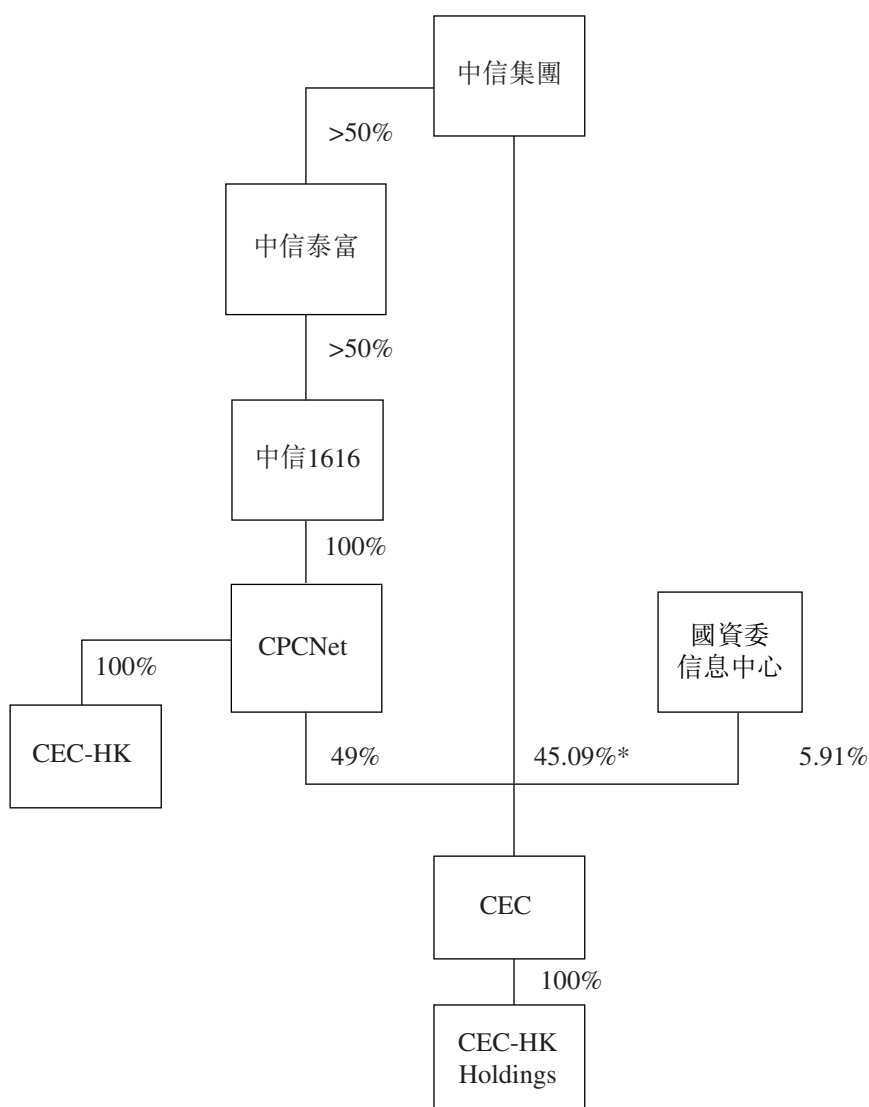 中信集團
>50%
中信泰富
>50%
中信1616
100%
CPCNet
國資委
信息中心
100%
CEC-HK
49%
45.09%*
5.91%
CEC
100%
CEC-HK
Holdings